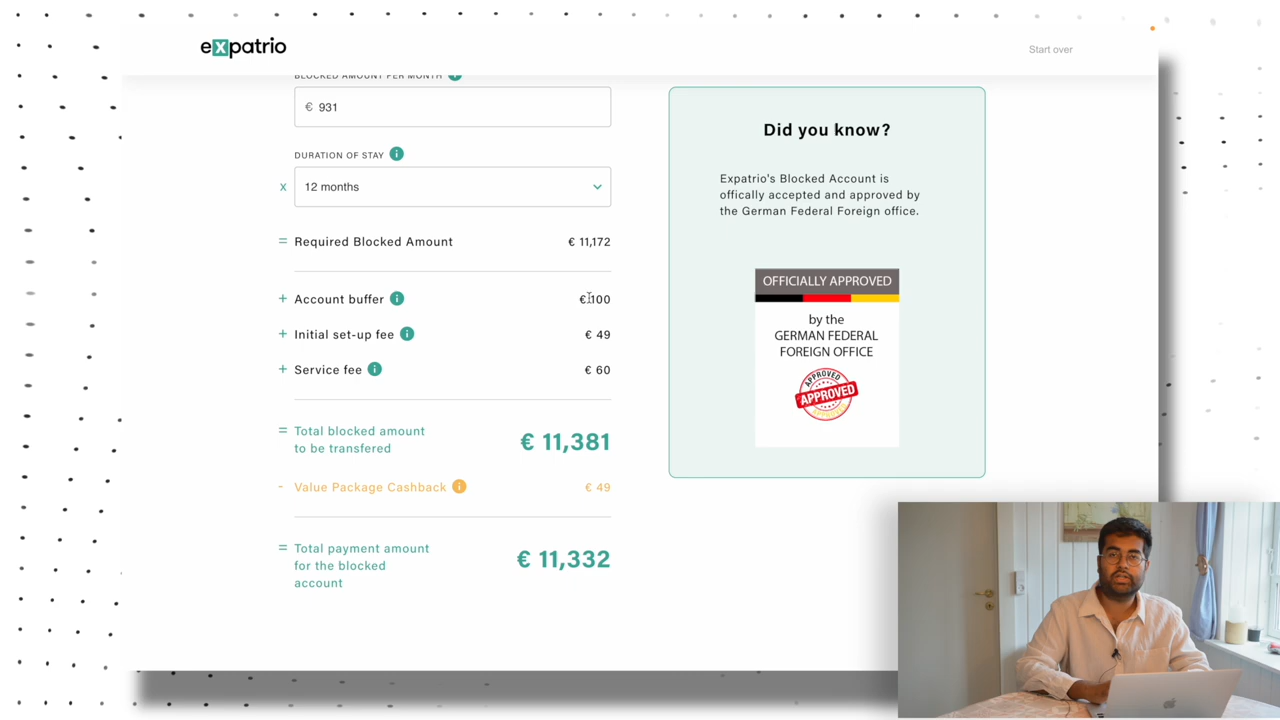 expatrio
Start over
BLOCKED AMOUNT PER MONTH
€ 931
DURATION OF STAY
x 12 months
= Required Blocked Amount € 11,172
+ Account buffer € 100
+ Initial set-up fee € 49
+ Service fee € 60
= Total blocked amount
to be transfered
€ 11,381
- Value Package Cashback € 49
= Total payment amount
for the blocked
account
€ 11,332
Did you know?
Expatrio's Blocked Account is
offically accepted and approved by
the German Federal Foreign office.
OFFICIALLY APPROVED
by the
GERMAN FEDERAL
FOREIGN OFFICE
APPROVED
APPROVED
APPROVED